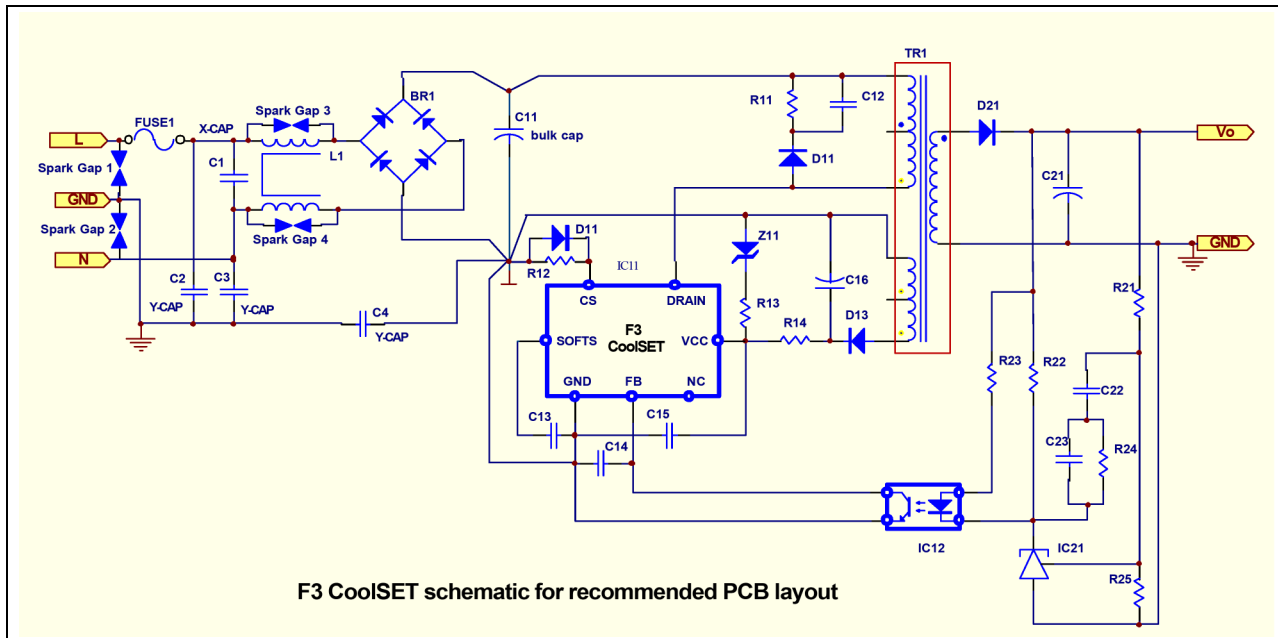 TR1
BR1
Spark Gap 3
C11
bulk cap
R11
C12
D21
FUSE1
X-CAP
L
Vo
L1
C1
D11
Spark Gap 1
C21
GND
Spark Gap 2
Spark Gap 4
D11
Z11
GND
N
R12
IC11
C2
C3
CS
DRAIN
C16
R21
Y-CAP
Y-CAP
C4
F3
CoolSET
R13
R14
D13
Y-CAP
SOFTS
VCC
R23
R22
GND
FB
NC
C22
C13
C15
C14
C23
R24
IC12
IC21
R25
F3 CoolSET schematic for recommended PCB layout